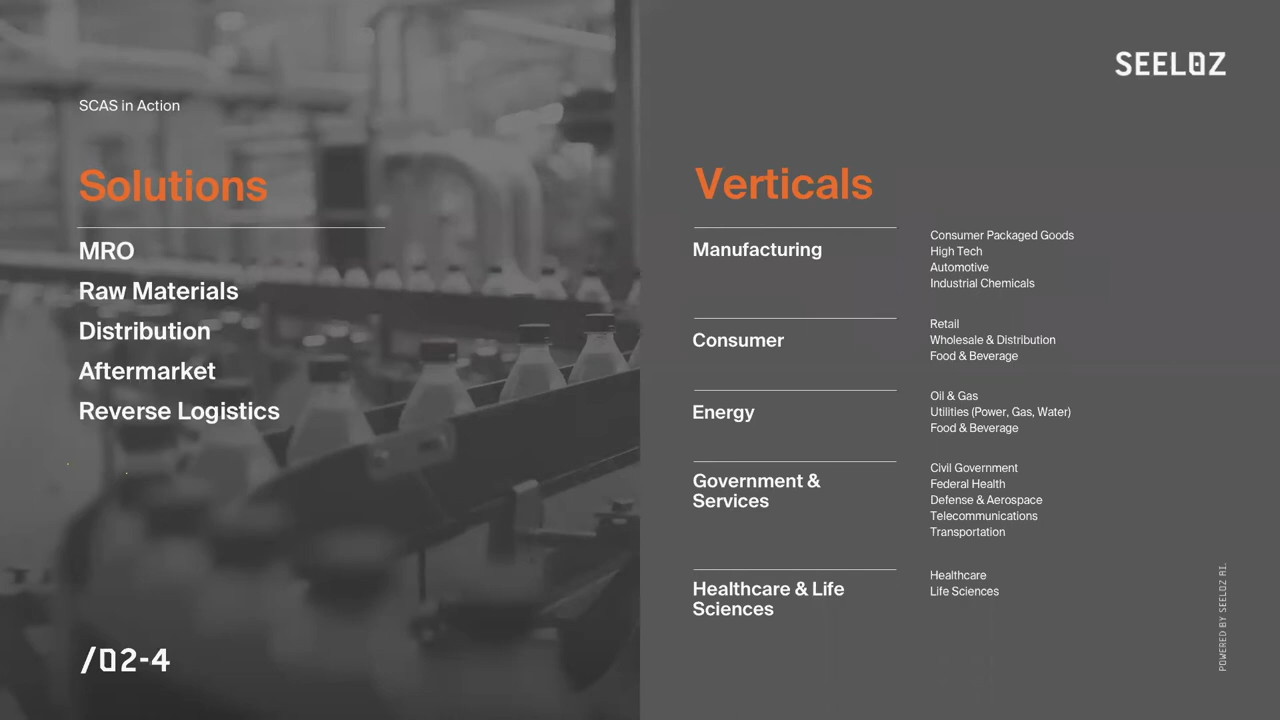 SEELOZ
SCAS in Action
Solutions
MRO
Raw Materials
Distribution
Aftermarket
Reverse Logistics
/02-4
Verticals
Manufacturing
Consumer Packaged Goods
High Tech
Automotive
Industrial Chemicals
Consumer
Retail
Wholesale & Distribution
Food & Beverage
Energy
Oil & Gas
Utilities (Power, Gas, Water)
Food & Beverage
Government &
Services
Civil Government
Federal Health
Defense & Aerospace
Telecommunications
Transportation
Healthcare & Life
Sciences
Healthcare
Life Sciences
POWERED BY SEELOZ AI.